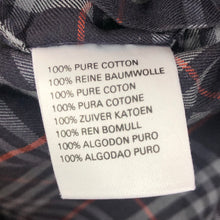 100% PURE COTTON
100% REINE BAUMWOLLE
100% PUR COTON
100% PURA COTONE
100% ZUIVER KATOEN
100% REN BOMULL
100% ALGODON PURO
100% ALGODAO PURO